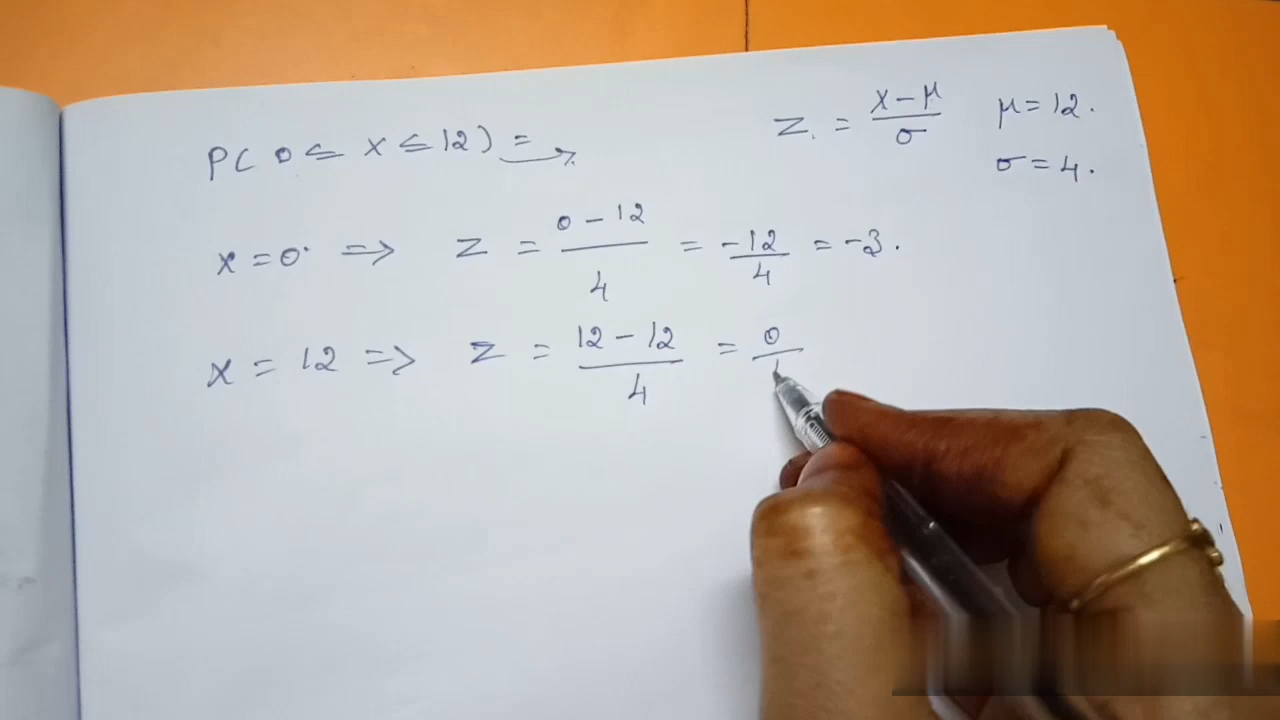 P( 0 ≤ x ≤ 12) =
z = x-μ/σ μ = 12.
σ = 4.
x = 0 ⇒ z = 0-12/4 = -12/4 = -3.
x = 12 ⇒ z = 12-12/4 = 0/